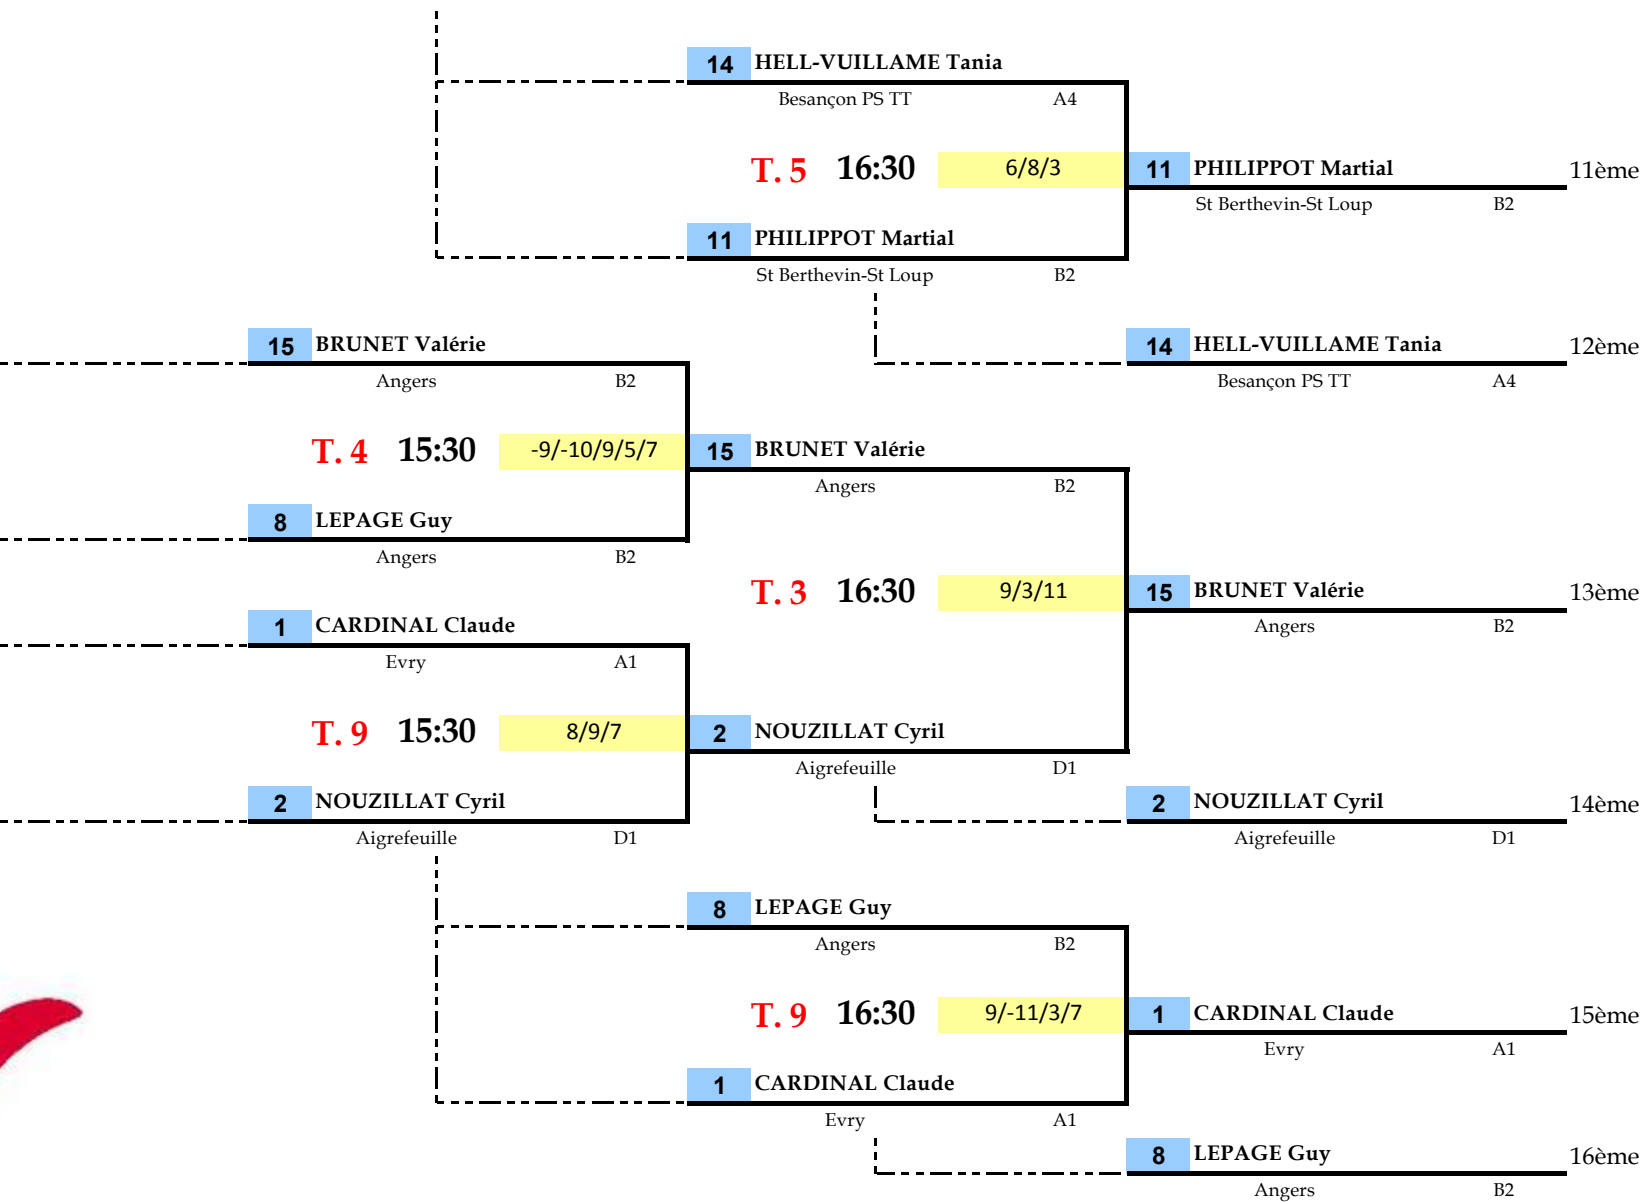 14 HELL-VUILLAME Tania
Besançon PS TT A4
T. 5 16:30 6/8/3 11 PHILIPPOT Martial 11ème
St Berthevin-St Loup B2
11 PHILIPPOT Martial
St Berthevin-St Loup B2
15 BRUNET Valérie 14 HELL-VUILLAME Tania 12ème
Angers B2 Besançon PS TT A4
T. 4 15:30 -9/-10/9/5/7 15 BRUNET Valérie
Angers B2
8 LEPAGE Guy
Angers B2
T. 3 16:30 9/3/11 15 BRUNET Valérie 13ème
1 CARDINAL Claude Angers B2
Evry A1
T. 9 15:30 8/9/7 2 NOUZILLAT Cyril
Aigrefeuille D1
2 NOUZILLAT Cyril 2 NOUZILLAT Cyril 14ème
Aigrefeuille D1 Aigrefeuille D1
8 LEPAGE Guy
Angers B2
T. 9 16:30 9/-11/3/7 1 CARDINAL Claude 15ème
Evry A1
1 CARDINAL Claude
Evry A1
8 LEPAGE Guy 16ème
Angers B2